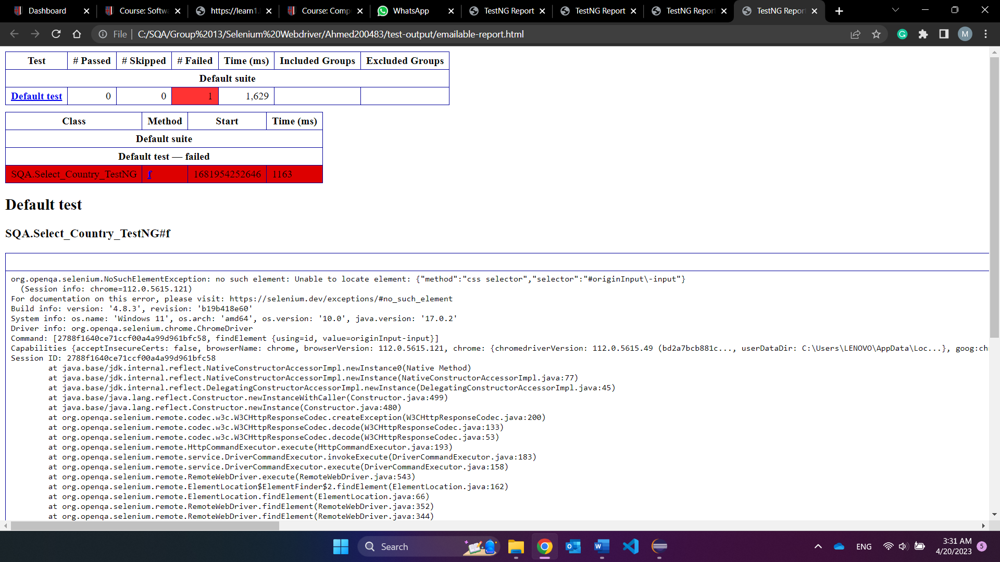 Dashboard
Course: Softwa
https://learn1.
Course: Comp
WhatsApp
TestNG Report
TestNG Report
TestNG Report
TestNG Report
File
C:/SQA/Group%2013/Selenium%20Webdriver/Ahmed200483/test-output/emailable-report.html
M
Test # Passed # Skipped # Failed Time (ms) Included Groups Excluded Groups
Default suite
Default test 0 0 1 1,629
Class Method Start Time (ms)
Default suite
Default test — failed
SQA.Select_Country_TestNG f 1681954252646 1163
Default test
SQA.Select_Country_TestNG#f
org.openqa.selenium.NoSuchElementException: no such element: Unable to locate element: {"method":"css selector","selector":"#originInput\-input"}
(Session info: chrome=112.0.5615.121)
For documentation on this error, please visit: https://selenium.dev/exceptions/#no_such_element
Build info: version: '4.8.3', revision: 'b19b418e60'
System info: os.name: 'Windows 11', os.arch: 'amd64', os.version: '10.0', java.version: '17.0.2'
Driver info: org.openqa.selenium.chrome.ChromeDriver
Command: [2788f1640ce71ccf00a4a99d961bfc58, findElement {using=id, value=originInput-input}]
Capabilities {acceptInsecureCerts: false, browserName: chrome, browserVersion: 112.0.5615.121, chrome: {chromedriverVersion: 112.0.5615.49 (bd2a7bcb881c..., userDataDir: C:\Users\LENOVO\AppData\Loc...}, goog:ch
Session ID: 2788f1640ce71ccf00a4a99d961bfc58
at java.base/jdk.internal.reflect.NativeConstructorAccessorImpl.newInstance0(Native Method)
at java.base/jdk.internal.reflect.NativeConstructorAccessorImpl.newInstance(NativeConstructorAccessorImpl.java:77)
at java.base/jdk.internal.reflect.DelegatingConstructorAccessorImpl.newInstance(DelegatingConstructorAccessorImpl.java:45)
at java.base/java.lang.reflect.Constructor.newInstanceWithCaller(Constructor.java:499)
at java.base/java.lang.reflect.Constructor.newInstance(Constructor.java:480)
at org.openqa.selenium.remote.codec.w3c.W3CHttpResponseCodec.createException(W3CHttpResponseCodec.java:200)
at org.openqa.selenium.remote.codec.w3c.W3CHttpResponseCodec.decode(W3CHttpResponseCodec.java:133)
at org.openqa.selenium.remote.codec.w3c.W3CHttpResponseCodec.decode(W3CHttpResponseCodec.java:53)
at org.openqa.selenium.remote.HttpCommandExecutor.execute(HttpCommandExecutor.java:193)
at org.openqa.selenium.remote.service.DriverCommandExecutor.invokeExecute(DriverCommandExecutor.java:183)
at org.openqa.selenium.remote.service.DriverCommandExecutor.execute(DriverCommandExecutor.java:158)
at org.openqa.selenium.remote.RemoteWebDriver.execute(RemoteWebDriver.java:543)
at org.openqa.selenium.remote.ElementLocation$ElementFinder$2.findElement(ElementLocation.java:162)
at org.openqa.selenium.remote.ElementLocation.findElement(ElementLocation.java:66)
at org.openqa.selenium.remote.RemoteWebDriver.findElement(RemoteWebDriver.java:352)
at org.openqa.selenium.remote.RemoteWebDriver.findElement(RemoteWebDriver.java:344)
Search
ENG
3:31 AM
4/20/2023
5